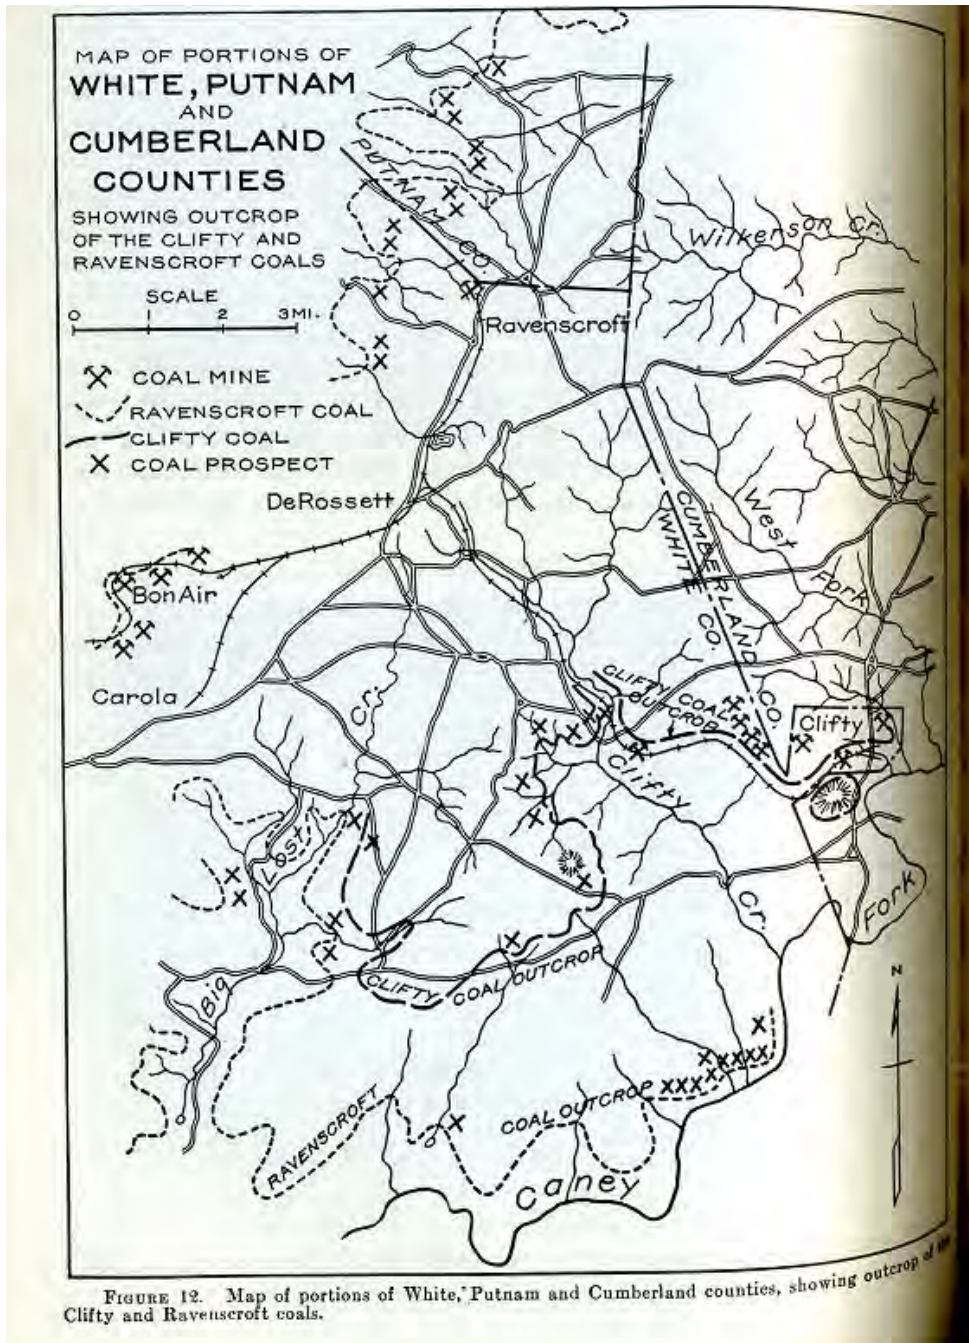 MAP OF PORTIONS OF
WHITE, PUTNAM
AND
CUMBERLAND
COUNTIES
SHOWING OUTCROP
OF THE CLIFTY AND
RAVENSCROFT COALS
SCALE
0 1 2 3 MI.
COAL MINE
RAVENSCROFT COAL
CLIFTY COAL
COAL PROSPECT
PUTNAM CO.
Wilkerson Cr.
Ravenscroft
DeRossett
CUMBERLAND CO.
WHITE CO.
West Fork
BonAir
Carola
Cr.
CLIFTY COAL
OUTCROP
Clifty
Clifty Cr.
Lost
Fork
Big
CLIFTY COAL OUTCROP
N
RAVENSCROFT COAL OUTCROP
Caney
FIGURE 12. Map of portions of White, Putnam and Cumberland counties, showing outcrop of the
Clifty and Ravenscroft coals.